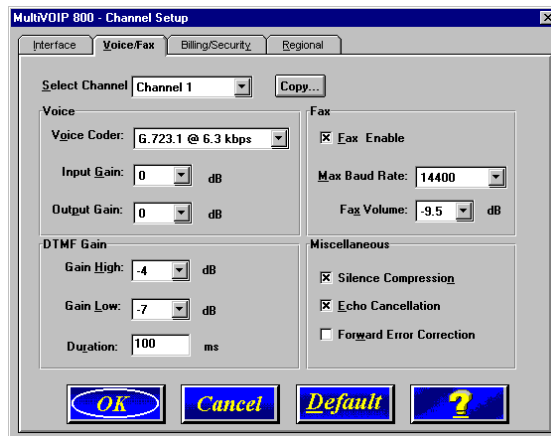 MultiVOIP 800 - Channel Setup
Interface Voice/Fax Billing/Security Regional
Select Channel Channel 1 Copy...
Voice
Voice Coder: G.723.1 @ 6.3 kbps
Input Gain: 0 dB
Output Gain: 0 dB
Fax
Fax Enable
Max Baud Rate: 14400
Fax Volume: -9.5 dB
DTMF Gain
Gain High: -4 dB
Gain Low: -7 dB
Duration: 100 ms
Miscellaneous
Silence Compression
Echo Cancellation
Forward Error Correction
OK Cancel Default ?